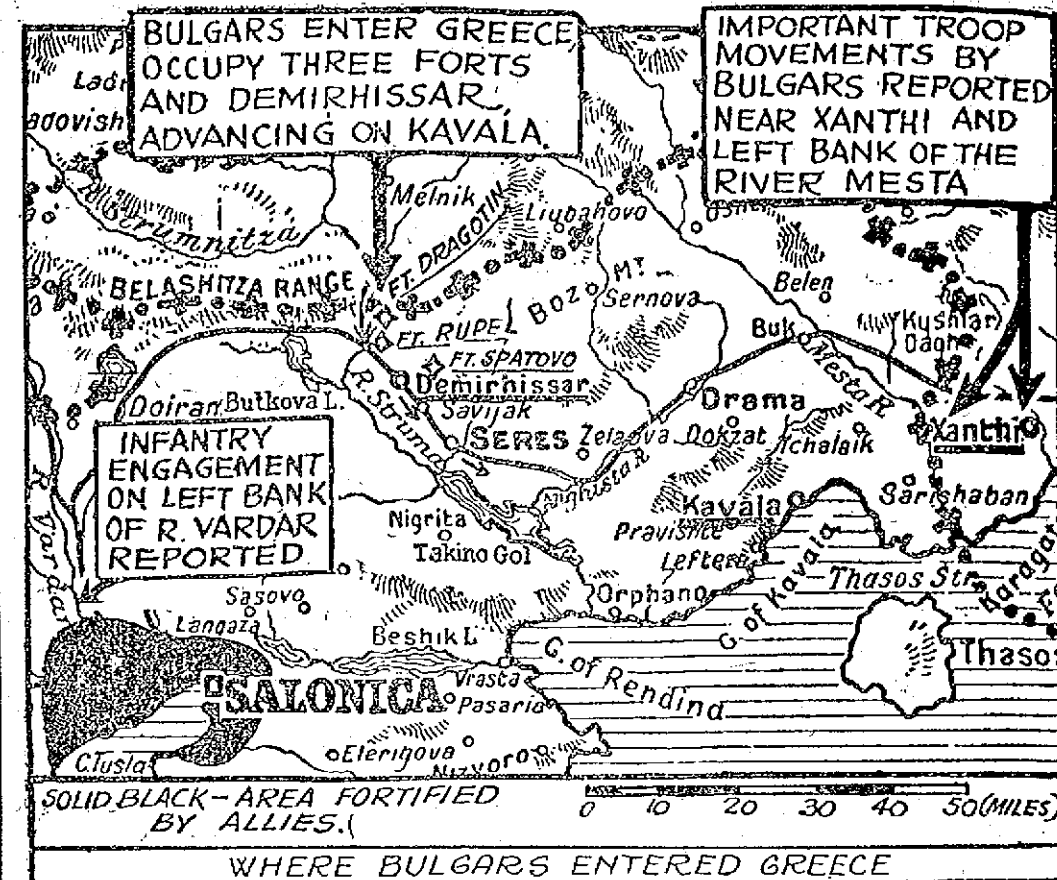 BULGARS ENTER GREECE,
OCCUPY THREE FORTS
AND DEMIRHISSAR,
ADVANCING ON KAVALA.
IMPORTANT TROOP
MOVEMENTS BY
BULGARS REPORTED
NEAR XANTHI AND
LEFT BANK OF THE
RIVER MESTA
adovish
Melnik
Liubahovo
FT. DRAGOTIN
BELASHITZA RANGE
BOZ MT
Sernova
Belen
FT. RUPEL
Buk
Kushlar
Dagh
FT. SPATOVO
Mesta R
Demirhissar
Doiran
Butkova L.
R. Struma
Savijak
Drama
SERES
Dokzat
Tchalaik
Xanthi
INFANTRY
ENGAGEMENT
ON LEFT BANK
OF R. VARDAR
REPORTED.
R. Vardar
Nigrita
Takino Gol
Kavala
Sarishaban
Pravishte
Leftera
Orphano
G. of Kavala
Thasos Str.
Sasovo
Langaza
Beshik L
Thasos
G. of Rendina
SALONICA
Vrasta
Pasaria
C. Tusla
Elerigova
Nizvoro
SOLID BLACK - AREA FORTIFIED
BY ALLIES.
0 10 20 30 40 50 (MILES)
WHERE BULGARS ENTERED GREECE